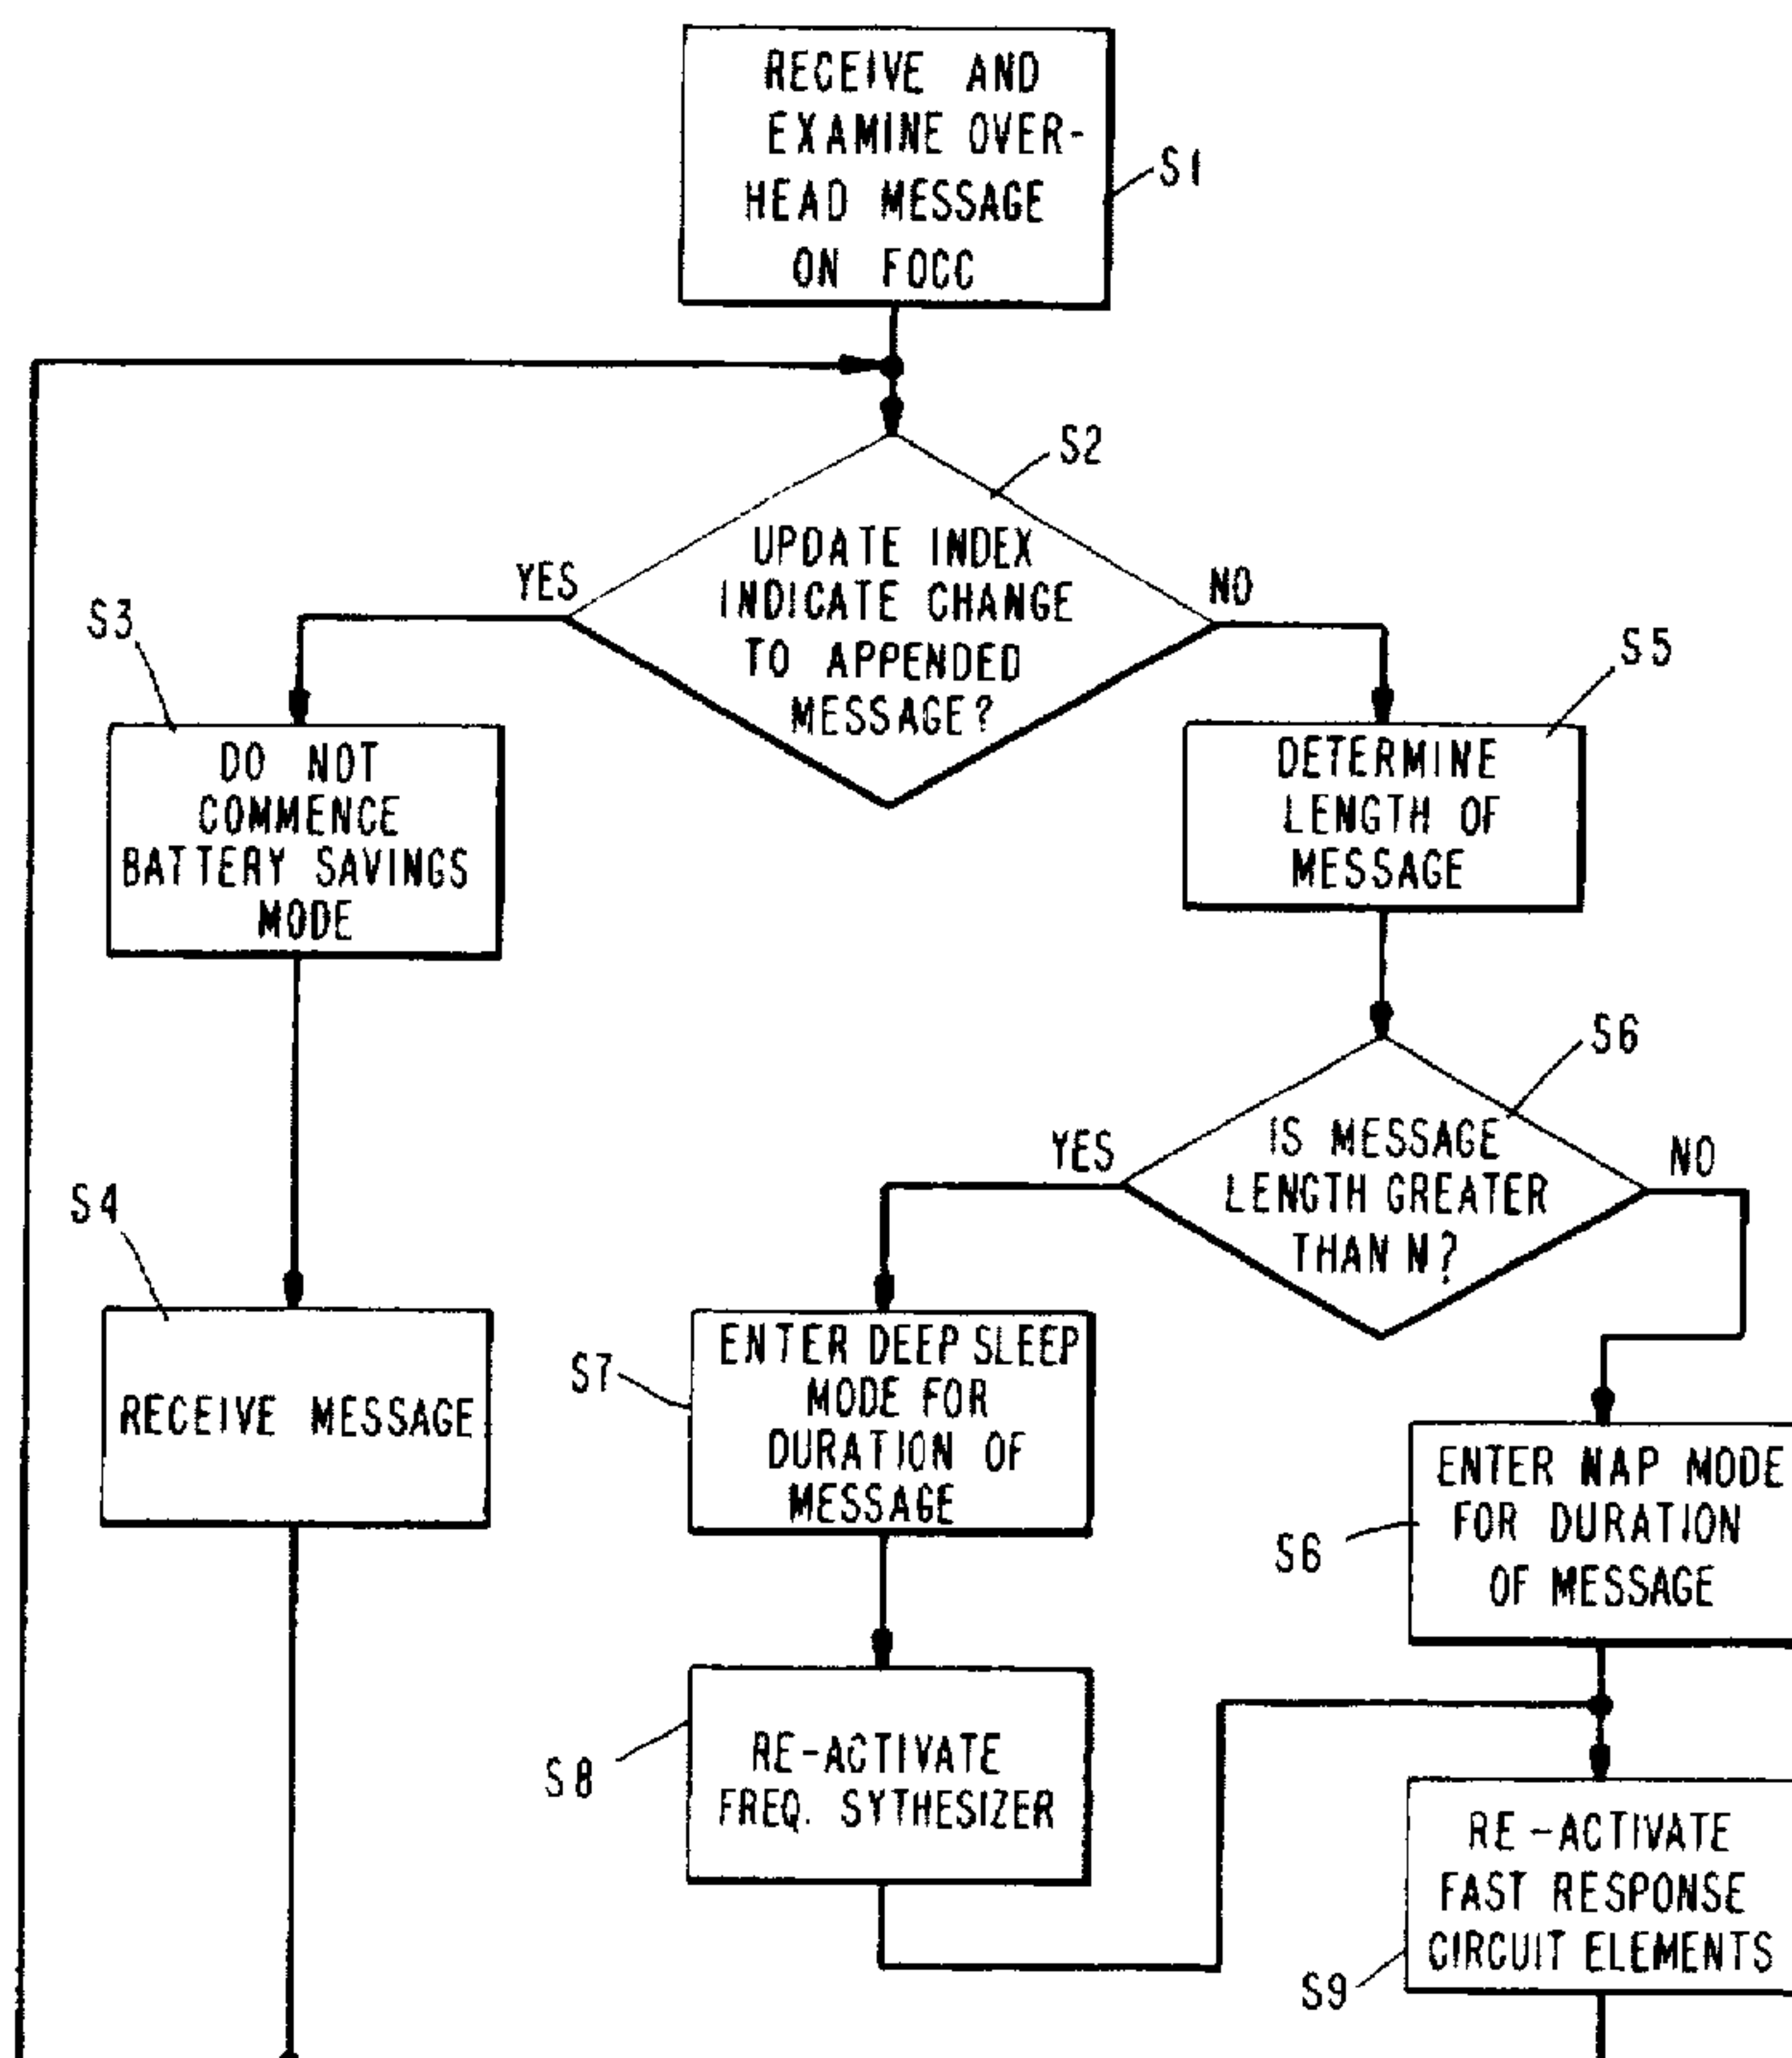 RECEIVE AND
EXAMINE OVER-
HEAD MESSAGE
ON FOCC
S1
S2
UPDATE INDEX
INDICATE CHANGE
TO APPENDED
MESSAGE?
YES
NO
S3
DO NOT
COMMENCE
BATTERY SAVINGS
MODE
S5
DETERMINE
LENGTH OF
MESSAGE
S6
IS MESSAGE
LENGTH GREATER
THAN N?
YES
NO
S4
RECEIVE MESSAGE
S7
ENTER DEEP SLEEP
MODE FOR
DURATION OF
MESSAGE
S6
ENTER NAP MODE
FOR DURATION
OF MESSAGE
S8
RE-ACTIVATE
FREQ. SYTHESIZER
S9
RE-ACTIVATE
FAST RESPONSE
CIRCUIT ELEMENTS